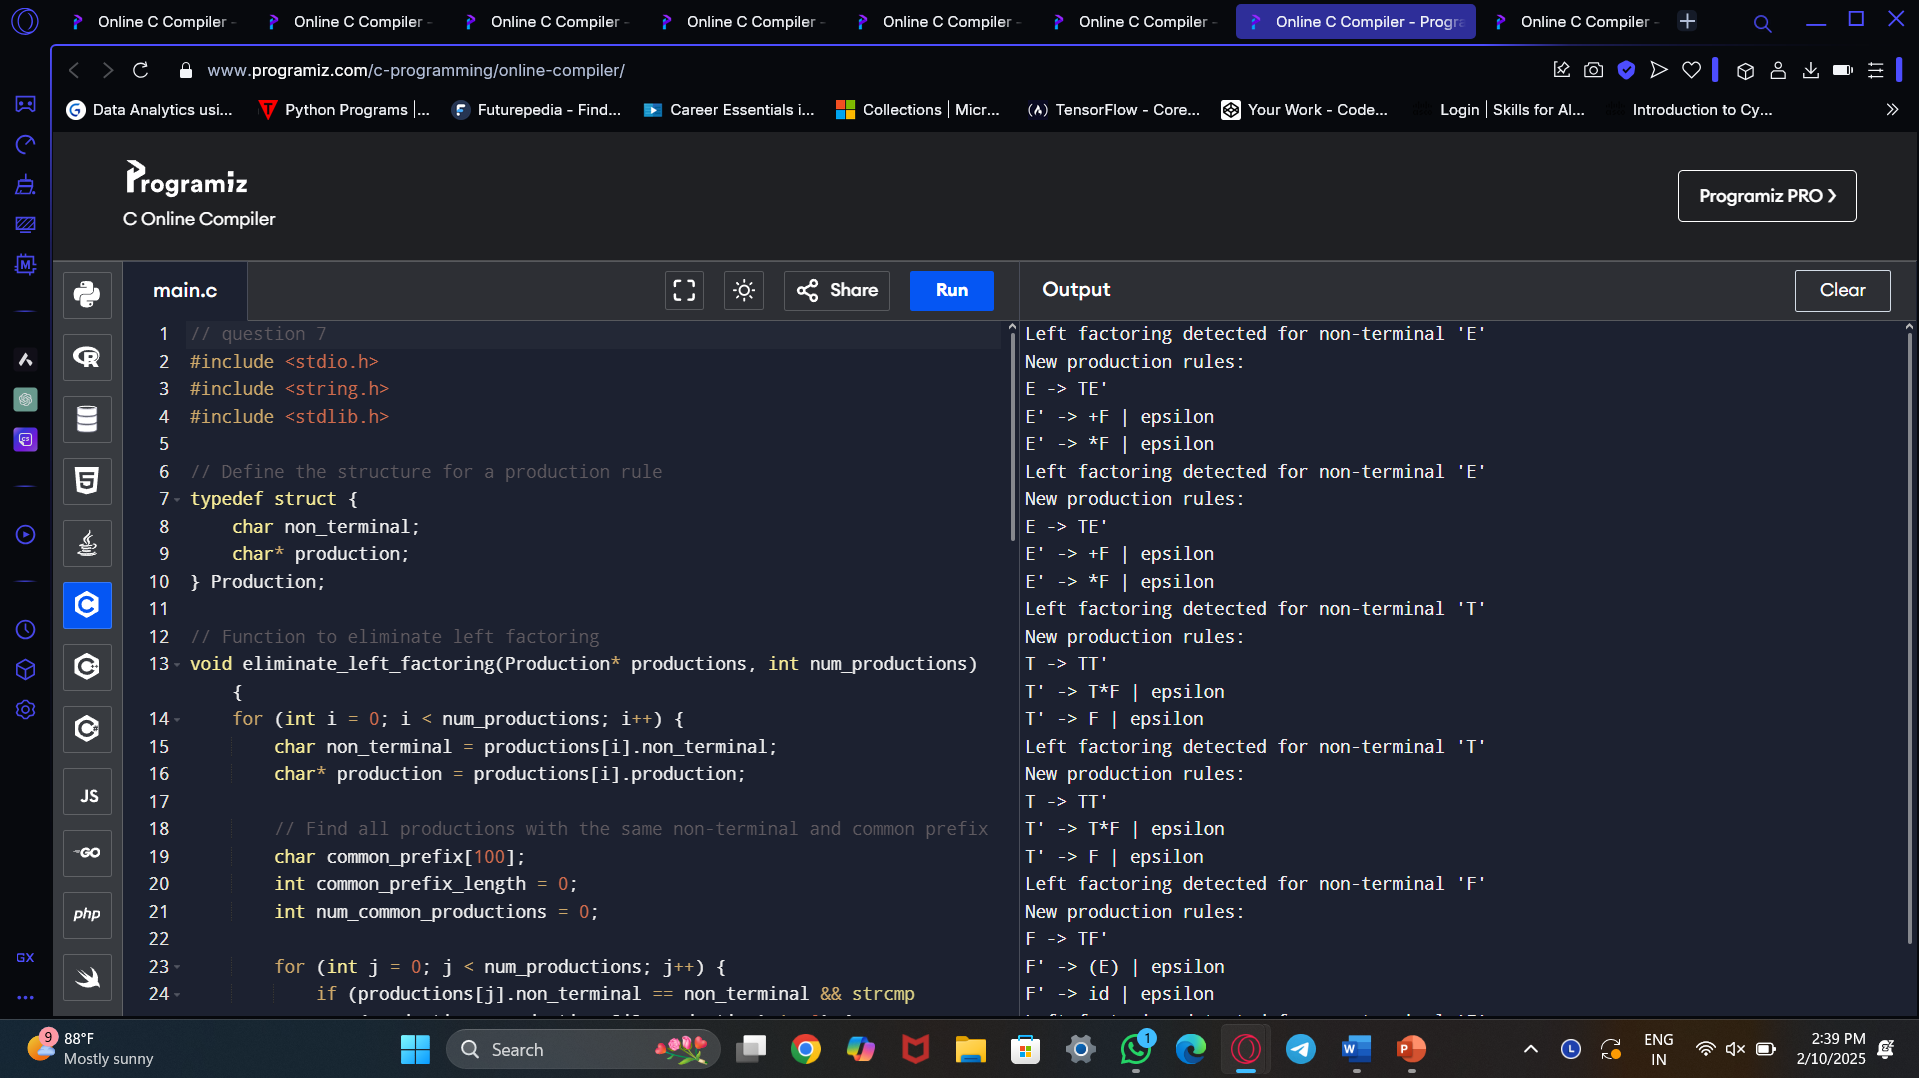 Online C Compiler -
Online C Compiler -
Online C Compiler -
Online C Compiler -
Online C Compiler -
Online C Compiler -
Online C Compiler - Progra
Online C Compiler -
www.programiz.com/c-programming/online-compiler/
Data Analytics usi...
Python Programs |...
Futurepedia - Find...
Career Essentials i...
Collections | Micr...
TensorFlow - Core...
Your Work - Code...
Login | Skills for Al...
Introduction to Cy...
Programiz
C Online Compiler
Programiz PRO
main.c
Share
Run
Output
Clear
1 // question 7
2 #include <stdio.h>
3 #include <string.h>
4 #include <stdlib.h>
5
6 // Define the structure for a production rule
7 typedef struct {
8     char non_terminal;
9     char* production;
10 } Production;
11
12 // Function to eliminate left factoring
13 void eliminate_left_factoring(Production* productions, int num_productions)
{
14     for (int i = 0; i < num_productions; i++) {
15         char non_terminal = productions[i].non_terminal;
16         char* production = productions[i].production;
17
18         // Find all productions with the same non-terminal and common prefix
19         char common_prefix[100];
20         int common_prefix_length = 0;
21         int num_common_productions = 0;
22
23         for (int j = 0; j < num_productions; j++) {
24             if (productions[j].non_terminal == non_terminal && strcmp
Left factoring detected for non-terminal 'E'
New production rules:
E -> TE'
E' -> +F | epsilon
E' -> *F | epsilon
Left factoring detected for non-terminal 'E'
New production rules:
E -> TE'
E' -> +F | epsilon
E' -> *F | epsilon
Left factoring detected for non-terminal 'T'
New production rules:
T -> TT'
T' -> T*F | epsilon
T' -> F | epsilon
Left factoring detected for non-terminal 'T'
New production rules:
T -> TT'
T' -> T*F | epsilon
T' -> F | epsilon
Left factoring detected for non-terminal 'F'
New production rules:
F -> TF'
F' -> (E) | epsilon
F' -> id | epsilon
JS
GO
php
GX
9
88°F
Mostly sunny
Search
1
ENG
IN
2:39 PM
2/10/2025